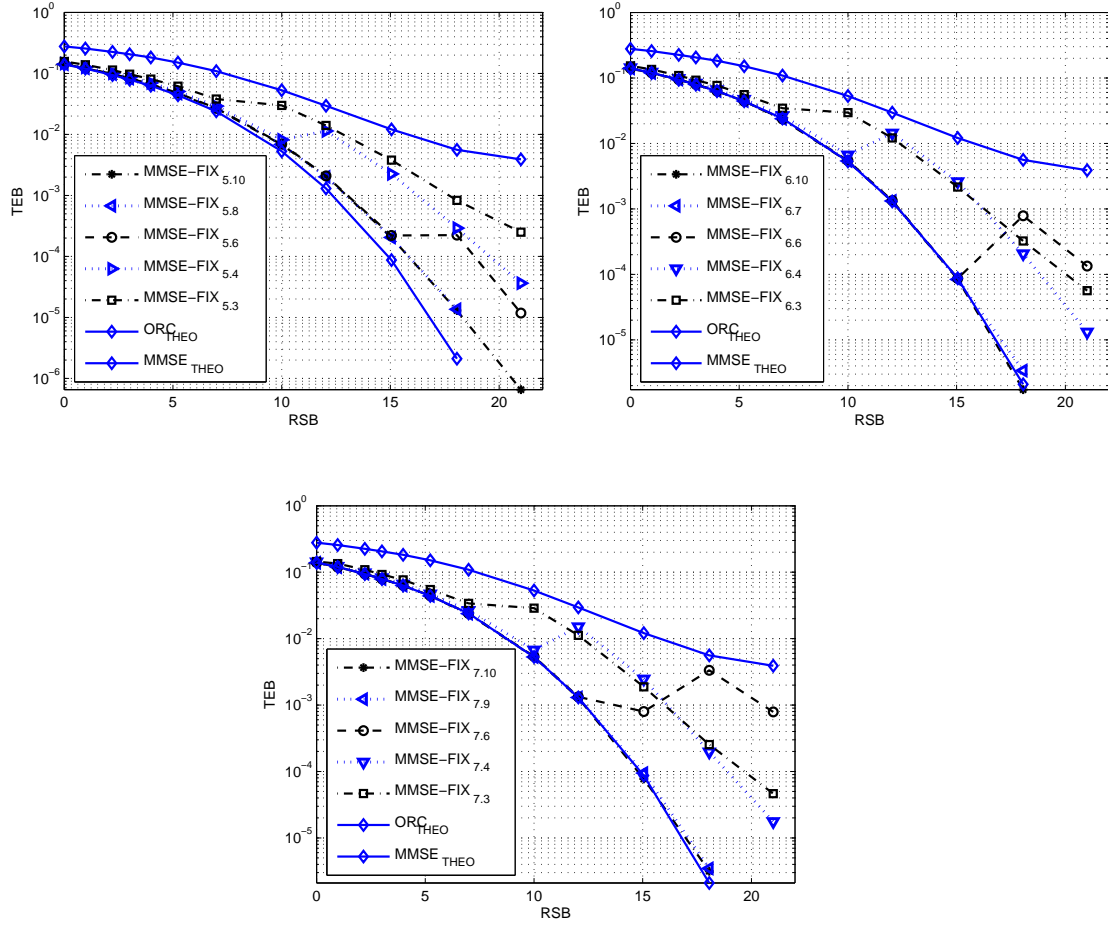 10^0
10^-1
10^-2
10^-3
10^-4
10^-5
10^-6
TEB
MMSE-FIX 5.10
MMSE-FIX 5.8
MMSE-FIX 5.6
MMSE-FIX 5.4
MMSE-FIX 5.3
ORC THEO
MMSE THEO
0 5 10 15 20
RSB
10^0
10^-1
10^-2
10^-3
10^-4
10^-5
TEB
MMSE-FIX 6.10
MMSE-FIX 6.7
MMSE-FIX 6.6
MMSE-FIX 6.4
MMSE-FIX 6.3
ORC THEO
MMSE THEO
0 5 10 15 20
RSB
10^0
10^-1
10^-2
10^-3
10^-4
10^-5
TEB
MMSE-FIX 7.10
MMSE-FIX 7.9
MMSE-FIX 7.6
MMSE-FIX 7.4
MMSE-FIX 7.3
ORC THEO
MMSE THEO
0 5 10 15 20
RSB